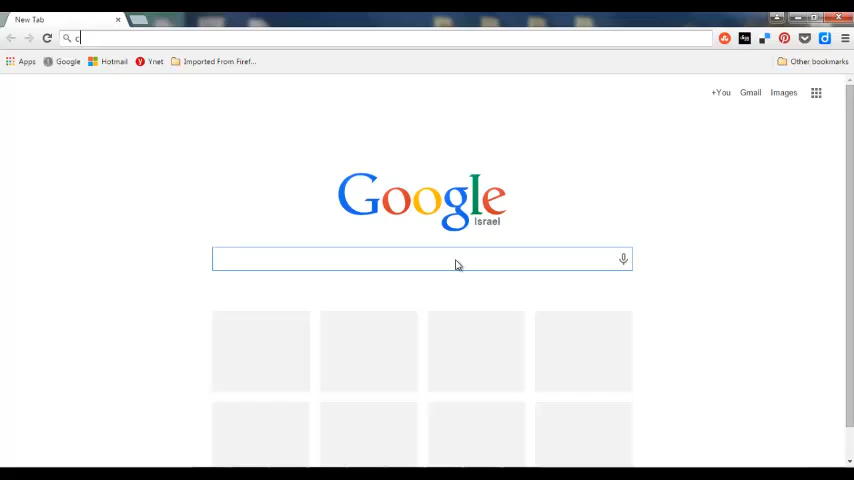 New Tab
c
Apps Google Hotmail Ynet Imported From Firef... Other bookmarks
+You Gmail Images
Google
Israel